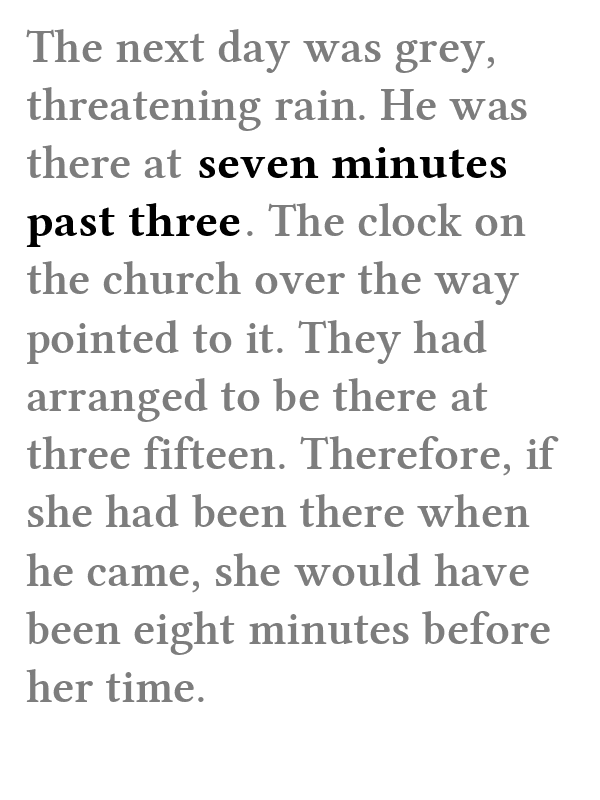 The next day was grey,
threatening rain. He was
there at seven minutes
past three. The clock on
the church over the way
pointed to it. They had
arranged to be there at
three fifteen. Therefore, if
she had been there when
he came, she would have
been eight minutes before
her time.